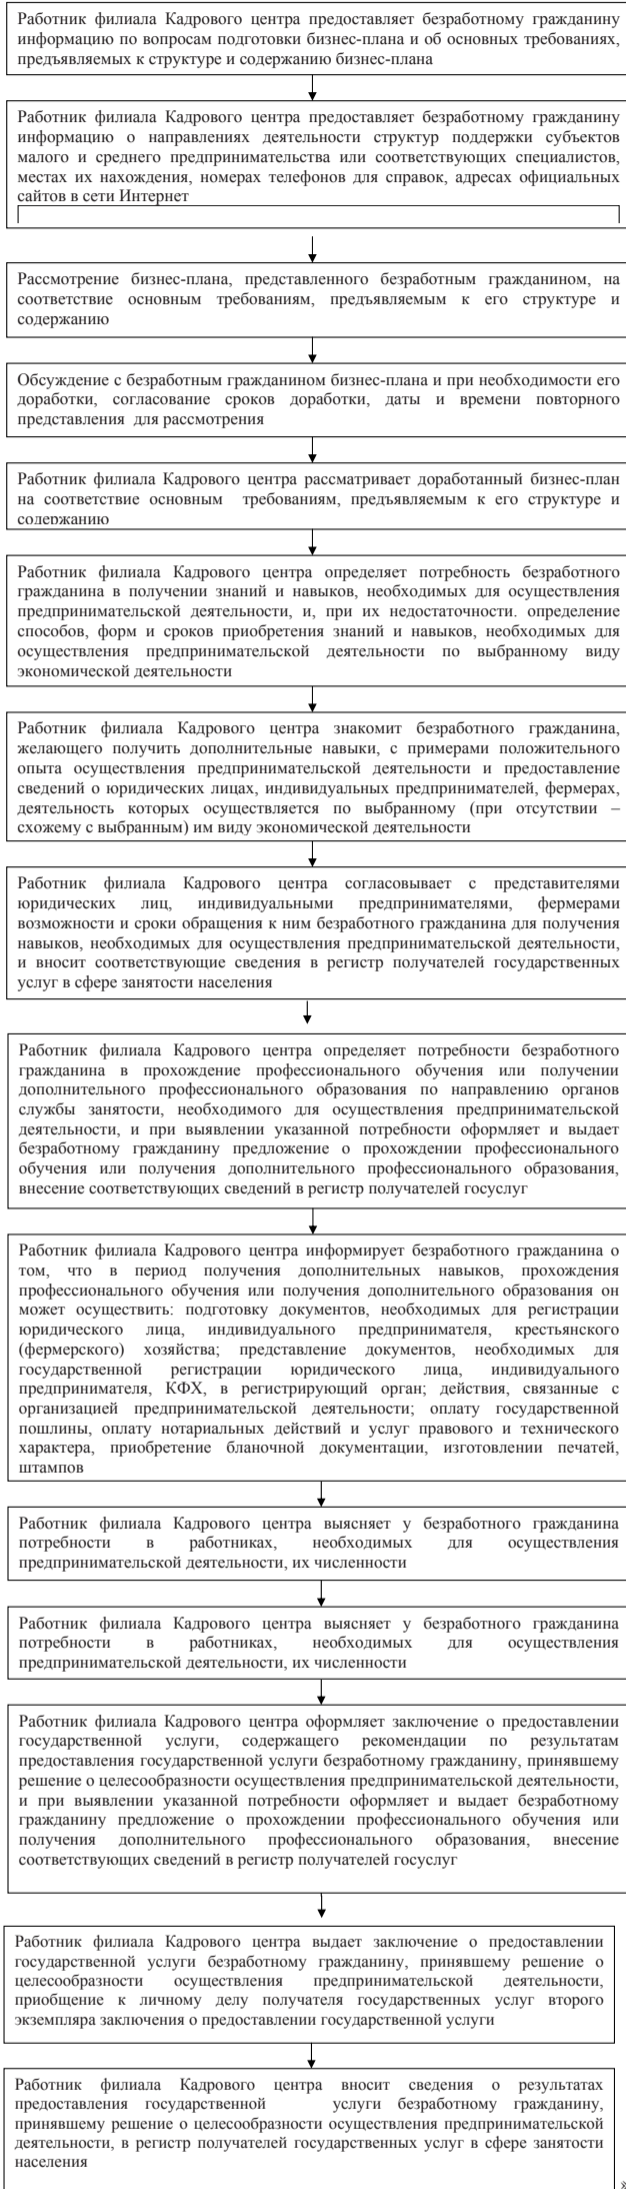 Работник филиала Кадрового центра предоставляет безработному гражданину
информацию по вопросам подготовки бизнес-плана и об основных требованиях,
предъявляемых к структуре и содержанию бизнес-плана
Работник филиала Кадрового центра предоставляет безработному гражданину
информацию о направлениях деятельности структур поддержки субъектов
малого и среднего предпринимательства или соответствующих специалистов,
местах их нахождения, номерах телефонов для справок, адресах официальных
сайтов в сети Интернет
Рассмотрение бизнес-плана, представленного безработным гражданином, на
соответствие основным требованиям, предъявляемым к его структуре и
содержанию
Обсуждение с безработным гражданином бизнес-плана и при необходимости его
доработки, согласование сроков доработки, даты и времени повторного
представления для рассмотрения
Работник филиала Кадрового центра рассматривает доработанный бизнес-план
на соответствие основным требованиям, предъявляемым к его структуре и
содержанию
Работник филиала Кадрового центра определяет потребность безработного
гражданина в получении знаний и навыков, необходимых для осуществления
предпринимательской деятельности, и, при их недостаточности. определение
способов, форм и сроков приобретения знаний и навыков, необходимых для
осуществления предпринимательской деятельности по выбранному виду
экономической деятельности
Работник филиала Кадрового центра знакомит безработного гражданина,
желающего получить дополнительные навыки, с примерами положительного
опыта осуществления предпринимательской деятельности и предоставление
сведений о юридических лицах, индивидуальных предпринимателей, фермерах,
деятельность которых осуществляется по выбранному (при отсутствии –
схожему с выбранным) им виду экономической деятельности
Работник филиала Кадрового центра согласовывает с представителями
юридических лиц, индивидуальными предпринимателями, фермерами
возможности и сроки обращения к ним безработного гражданина для получения
навыков, необходимых для осуществления предпринимательской деятельности,
и вносит соответствующие сведения в регистр получателей государственных
услуг в сфере занятости населения
Работник филиала Кадрового центра определяет потребности безработного
гражданина в прохождение профессионального обучения или получении
дополнительного профессионального образования по направлению органов
службы занятости, необходимого для осуществления предпринимательской
деятельности, и при выявлении указанной потребности оформляет и выдает
безработному гражданину предложение о прохождении профессионального
обучения или получения дополнительного профессионального образования,
внесение соответствующих сведений в регистр получателей госуслуг
Работник филиала Кадрового центра информирует безработного гражданина о
том, что в период получения дополнительных навыков, прохождения
профессионального обучения или получения дополнительного образования он
может осуществить: подготовку документов, необходимых для регистрации
юридического лица, индивидуального предпринимателя, крестьянского
(фермерского) хозяйства; представление документов, необходимых для
государственной регистрации юридического лица, индивидуального
предпринимателя, КФХ, в регистрирующий орган; действия, связанные с
организацией предпринимательской деятельности; оплату государственной
пошлины, оплату нотариальных действий и услуг правового и технического
характера, приобретение бланочной документации, изготовлении печатей,
штампов
Работник филиала Кадрового центра выясняет у безработного гражданина
потребности в работниках, необходимых для осуществления
предпринимательской деятельности, их численности
Работник филиала Кадрового центра выясняет у безработного гражданина
потребности в работниках, необходимых для осуществления
предпринимательской деятельности, их численности
Работник филиала Кадрового центра оформляет заключение о предоставлении
государственной услуги, содержащего рекомендации по результатам
предоставления государственной услуги безработному гражданину, принявшему
решение о целесообразности осуществления предпринимательской деятельности,
и при выявлении указанной потребности оформляет и выдает безработному
гражданину предложение о прохождении профессионального обучения или
получения дополнительного профессионального образования, внесение
соответствующих сведений в регистр получателей госуслуг
Работник филиала Кадрового центра выдает заключение о предоставлении
государственной услуги безработному гражданину, принявшему решение о
целесообразности осуществления предпринимательской деятельности,
приобщение к личному делу получателя государственных услуг второго
экземпляра заключения о предоставлении государственной услуги
Работник филиала Кадрового центра вносит сведения о результатах
предоставления государственной услуги безработному гражданину,
принявшему решение о целесообразности осуществления предпринимательской
деятельности, в регистр получателей государственных услуг в сфере занятости
населения